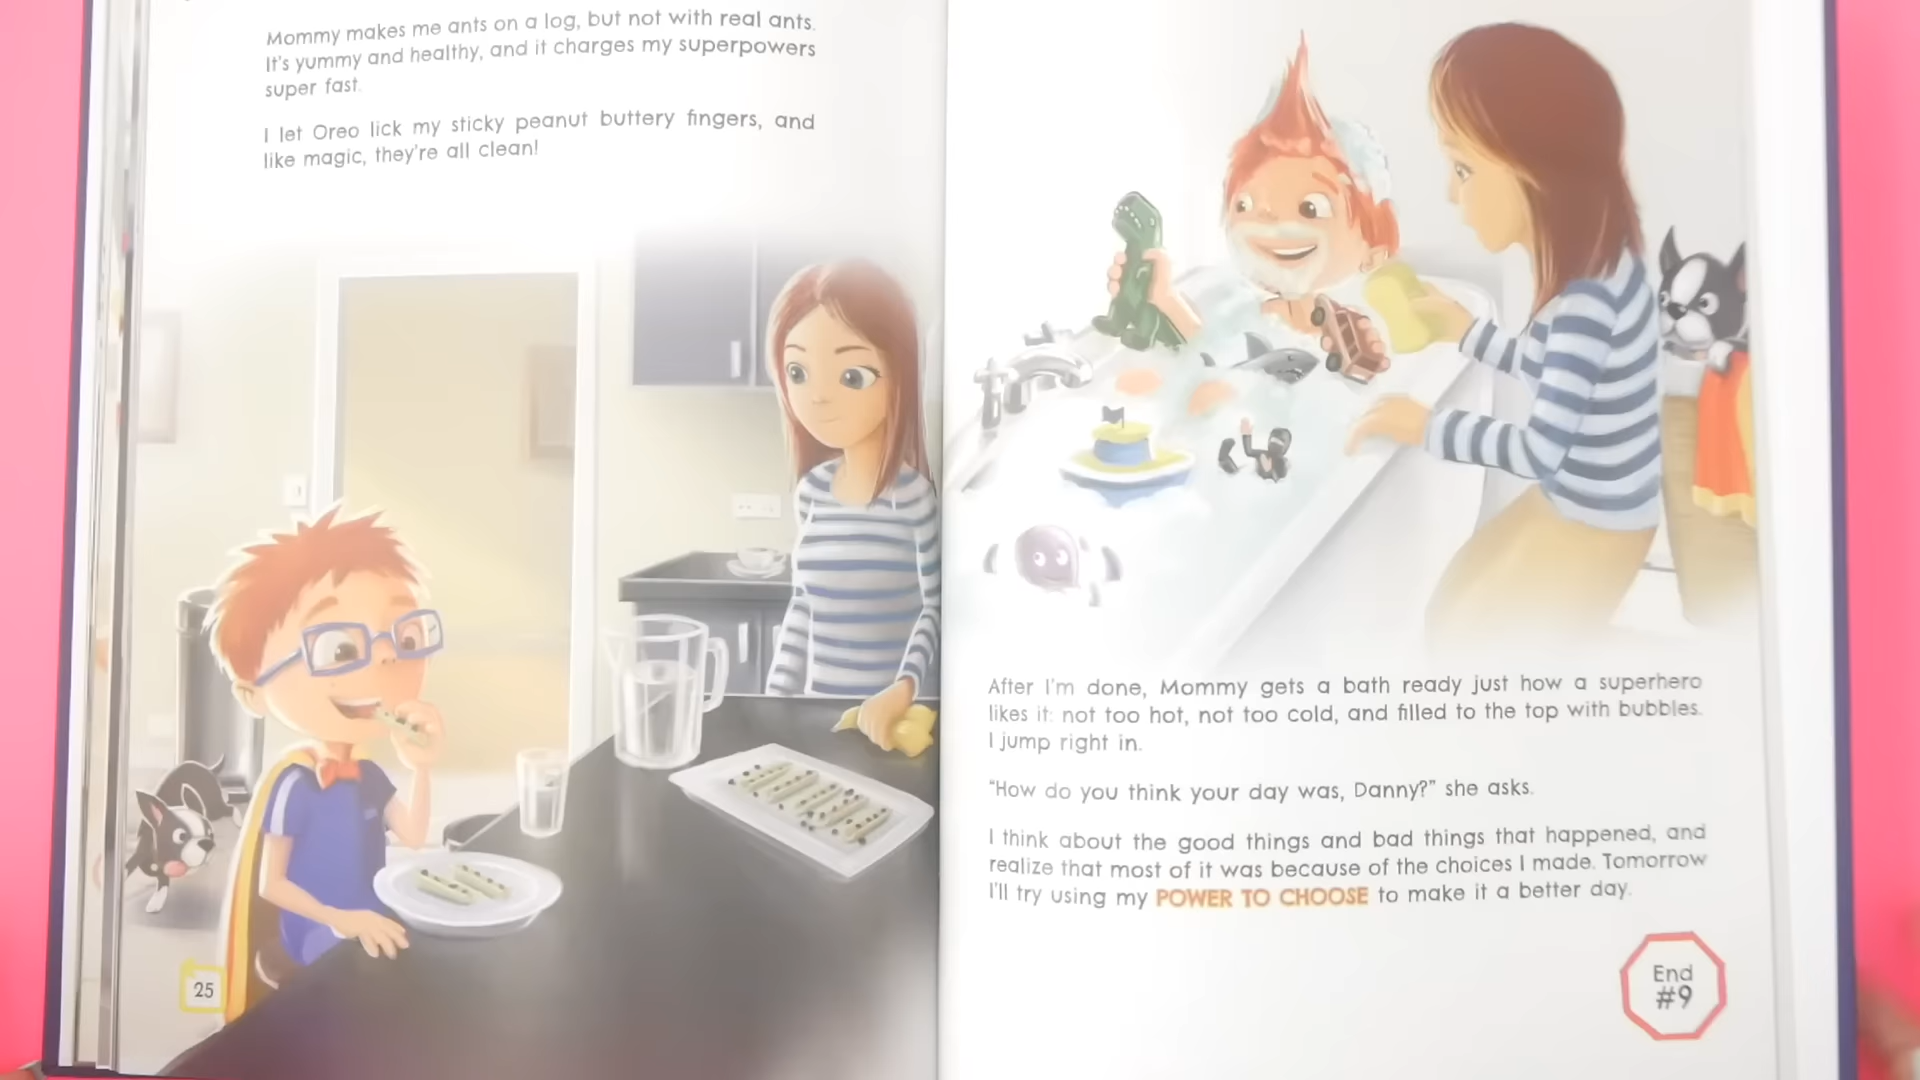 Mommy makes me ants on a log, but not with real ants.
It's yummy and healthy, and it charges my superpowers
super fast.
I let Oreo lick my sticky peanut buttery fingers, and
like magic, they're all clean!
25
After I'm done, Mommy gets a bath ready just how a superhero
likes it: not too hot, not too cold, and filled to the top with bubbles.
I jump right in.
"How do you think your day was, Danny?" she asks.
I think about the good things and bad things that happened, and
realize that most of it was because of the choices I made. Tomorrow
I'll try using my POWER TO CHOOSE to make it a better day.
End
#9